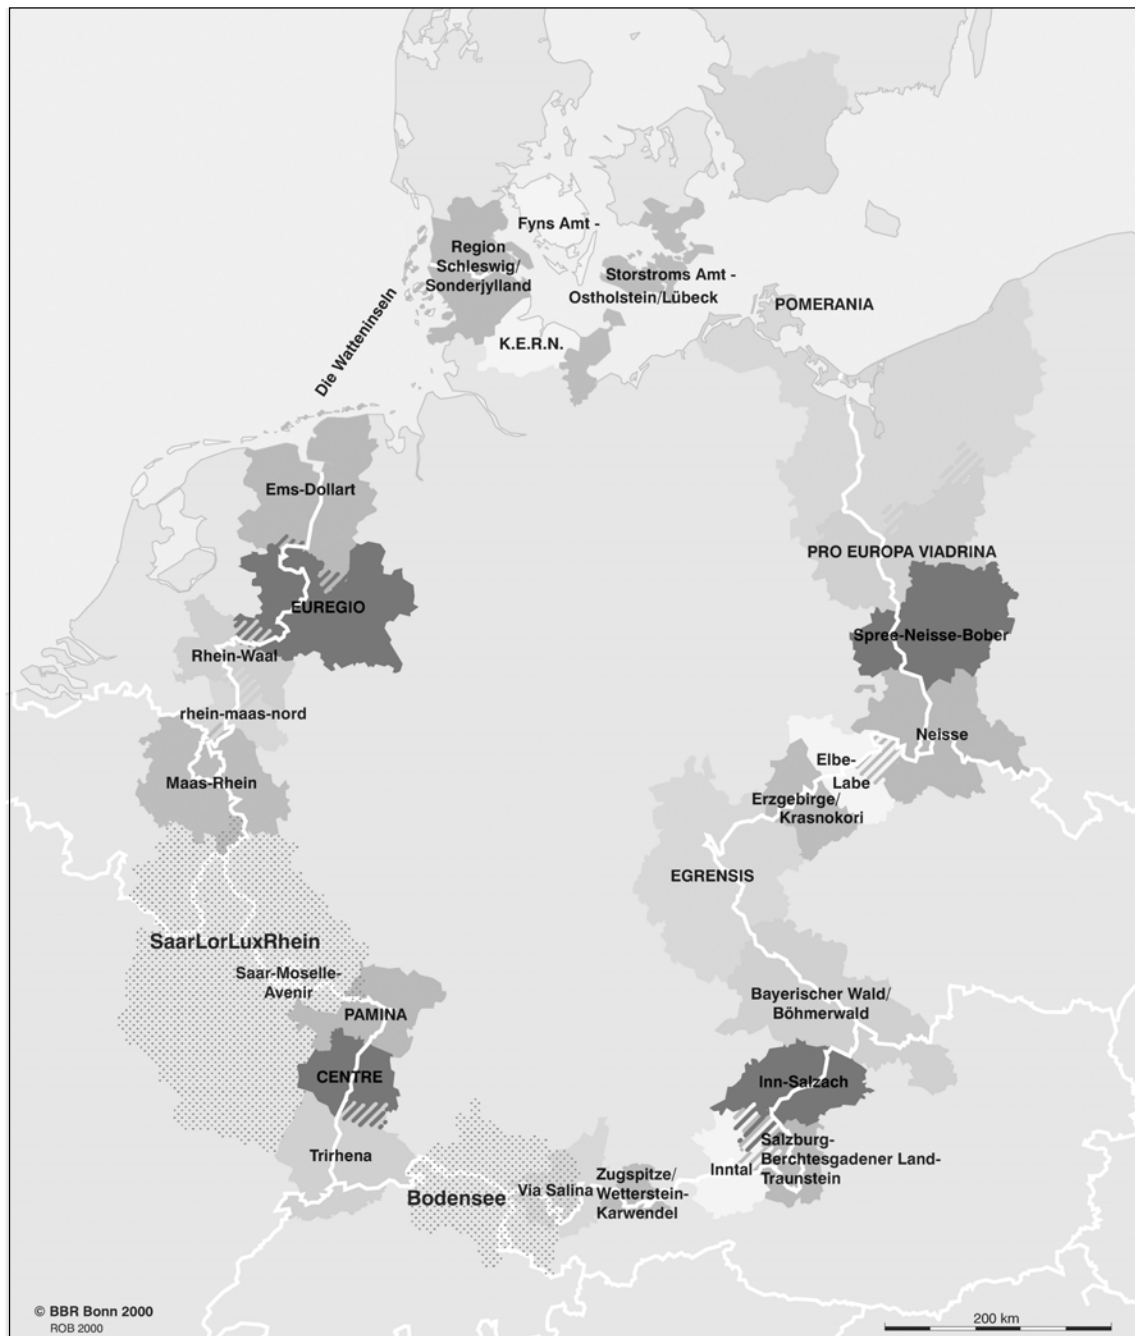 Fyns Amt -
Region
Schleswig/
Sonderjylland
Storstroms Amt -
Ostholstein/Lübeck
POMERANIA
Die Watteninseln
K.E.R.N.
Ems-Dollart
PRO EUROPA VIADRINA
EUREGIO
Spree-Neisse-Bober
Rhein-Waal
rhein-maas-nord
Neisse
Maas-Rhein
Elbe-
Labe
Erzgebirge/
Krasnokori
EGRENSIS
SaarLorLuxRhein
Saar-Moselle-
Avenir
PAMINA
Bayerischer Wald/
Böhmerwald
CENTRE
Inn-Salzach
Trirhena
Salzburg-
Berchtesgadener Land-
Traunstein
Inntal
Zugspitze/
Wetterstein-
Karwendel
Via Salina
Bodensee
© BBR Bonn 2000
ROB 2000
200 km